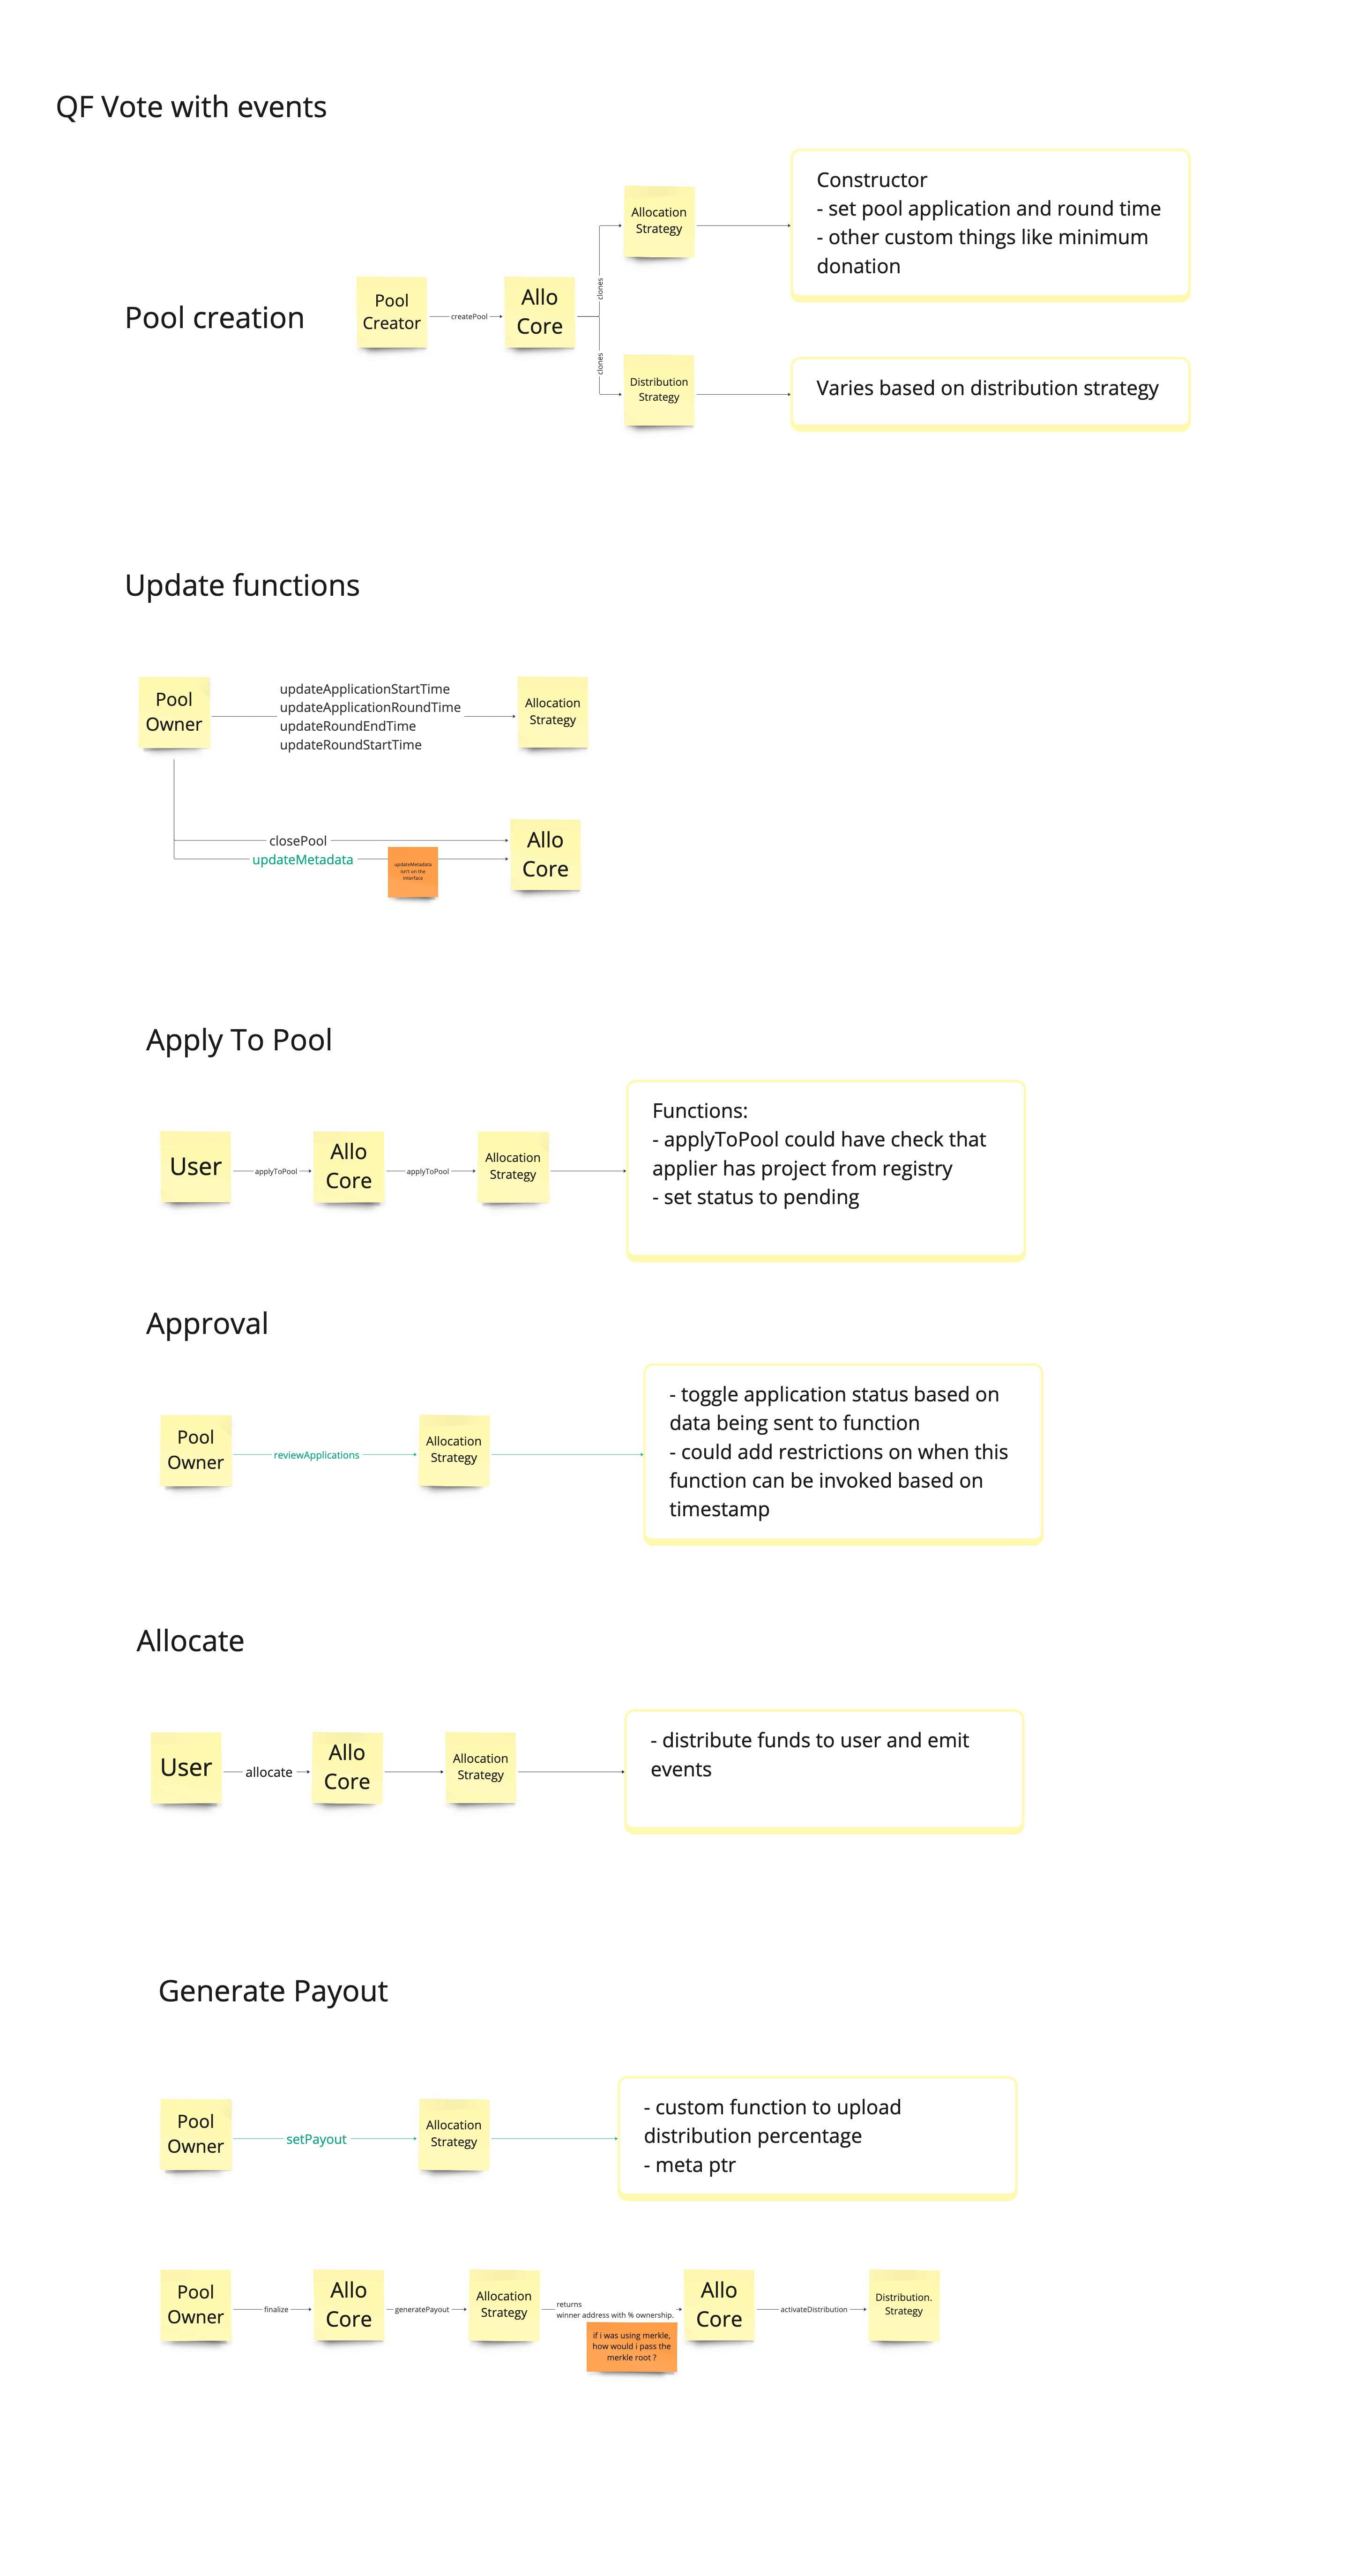 QF Vote with events
Pool creation
Pool
Creator
createPool
Allo
Core
clones
clones
Allocation
Strategy
Distribution
Strategy
Constructor
- set pool application and round time
- other custom things like minimum
donation
Varies based on distribution strategy
Update functions
Pool
Owner
updateApplicationStartTime
updateApplicationRoundTime
updateRoundEndTime
updateRoundStartTime
Allocation
Strategy
closePool
updateMetadata
updateMetadata
isn't on the
interface
Allo
Core
Apply To Pool
User
applyToPool
Allo
Core
applyToPool
Allocation
Strategy
Functions:
- applyToPool could have check that
applier has project from registry
- set status to pending
Approval
Pool
Owner
reviewApplications
Allocation
Strategy
- toggle application status based on
data being sent to function
- could add restrictions on when this
function can be invoked based on
timestamp
Allocate
User
allocate
Allo
Core
Allocation
Strategy
- distribute funds to user and emit
events
Generate Payout
Pool
Owner
setPayout
Allocation
Strategy
- custom function to upload
distribution percentage
- meta ptr
Pool
Owner
finalize
Allo
Core
generatePayout
Allocation
Strategy
returns
winner address with % ownership.
if i was using merkle,
how would i pass the
merkle root ?
Allo
Core
activateDistribution
Distribution.
Strategy